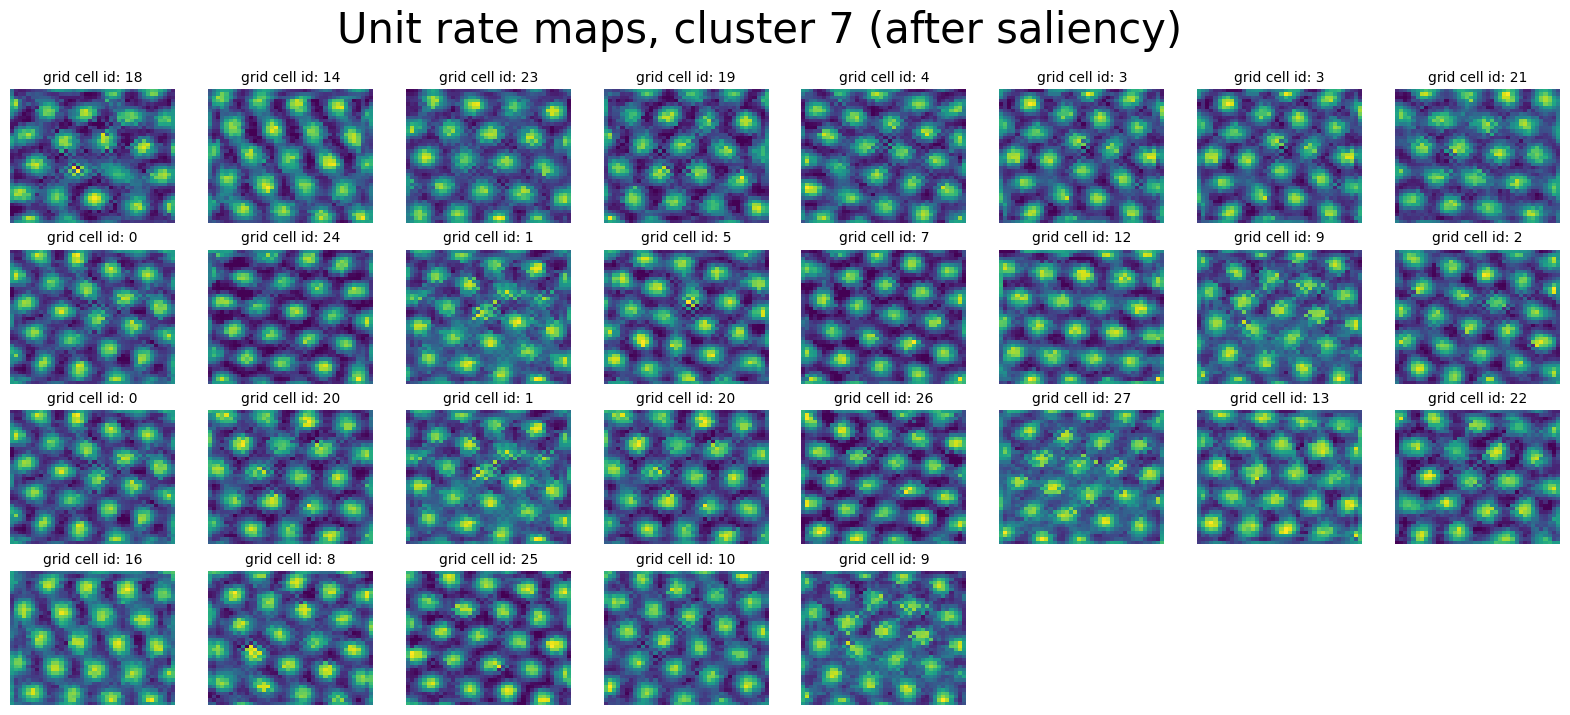 Unit rate maps, cluster 7 (after saliency)
grid cell id: 18
grid cell id: 14
grid cell id: 23
grid cell id: 19
grid cell id: 4
grid cell id: 3
grid cell id: 3
grid cell id: 21
grid cell id: 0
grid cell id: 24
grid cell id: 1
grid cell id: 5
grid cell id: 7
grid cell id: 12
grid cell id: 9
grid cell id: 2
grid cell id: 0
grid cell id: 20
grid cell id: 1
grid cell id: 20
grid cell id: 26
grid cell id: 27
grid cell id: 13
grid cell id: 22
grid cell id: 16
grid cell id: 8
grid cell id: 25
grid cell id: 10
grid cell id: 9